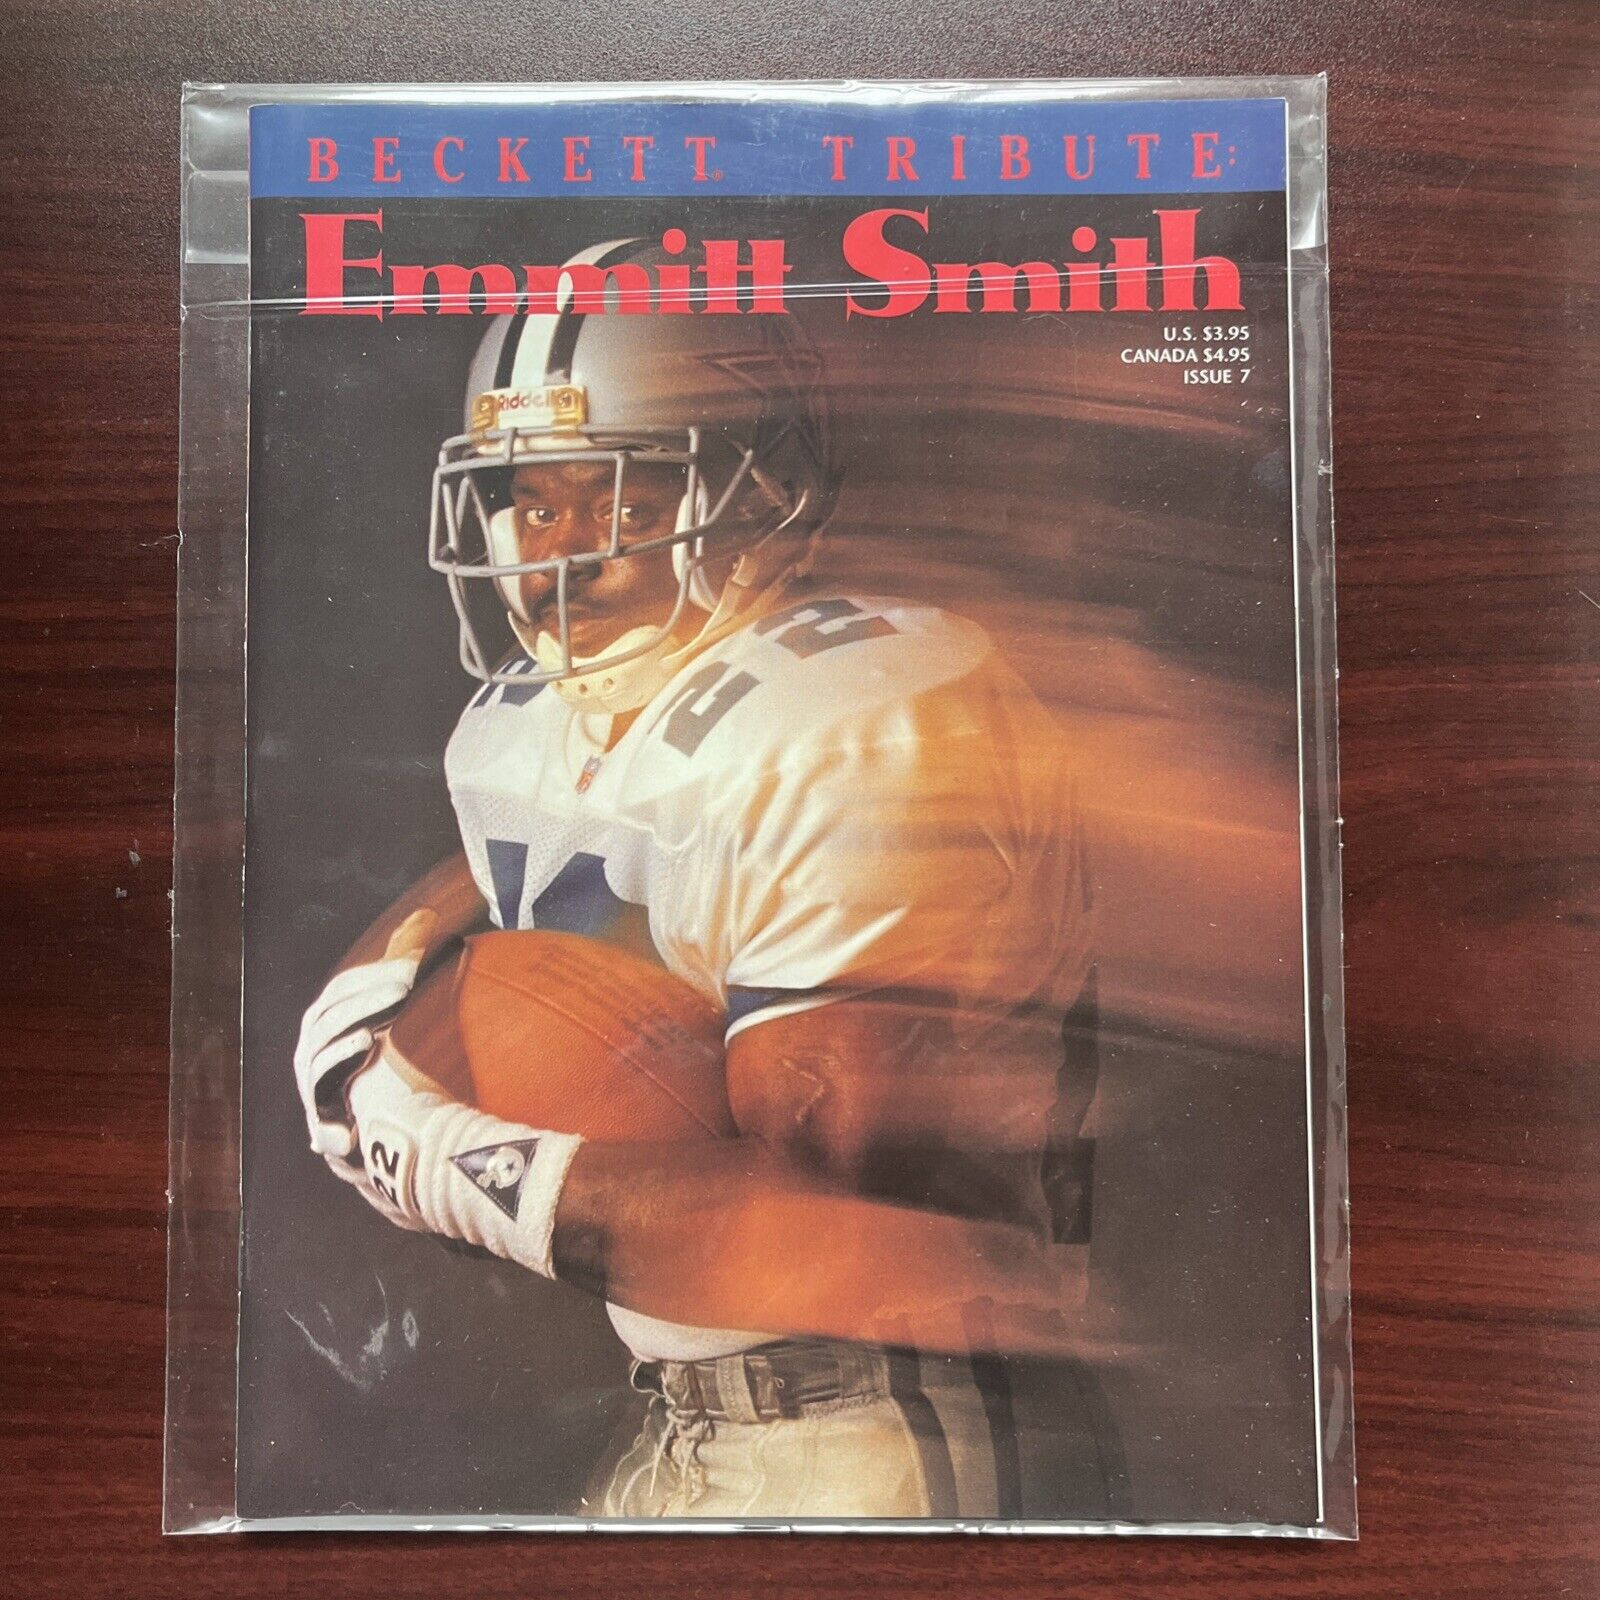 BECKETT® TRIBUTE:
Emmitt Smith
U.S. $3.95
CANADA $4.95
ISSUE 7
Riddell
22
22